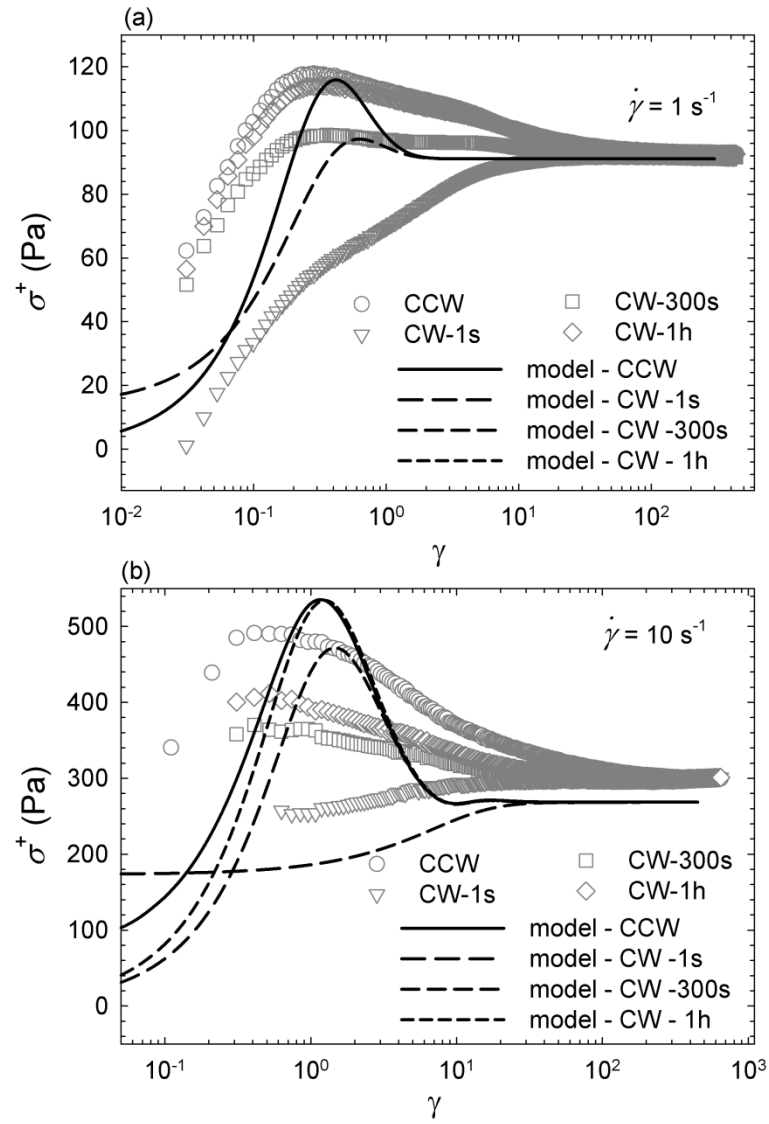 (a)
120
100
80
60
40
20
0
σ⁺ (Pa)
γ̇ = 1 s⁻¹
CCW
CW-300s
CW-1s
CW-1h
model - CCW
model - CW -1s
model - CW -300s
model - CW - 1h
10⁻² 10⁻¹ 10⁰ 10¹ 10²
γ
(b)
500
400
300
200
100
0
σ⁺ (Pa)
γ̇ = 10 s⁻¹
CCW
CW-300s
CW-1s
CW-1h
model - CCW
model - CW -1s
model - CW -300s
model - CW - 1h
10⁻¹ 10⁰ 10¹ 10² 10³
γ